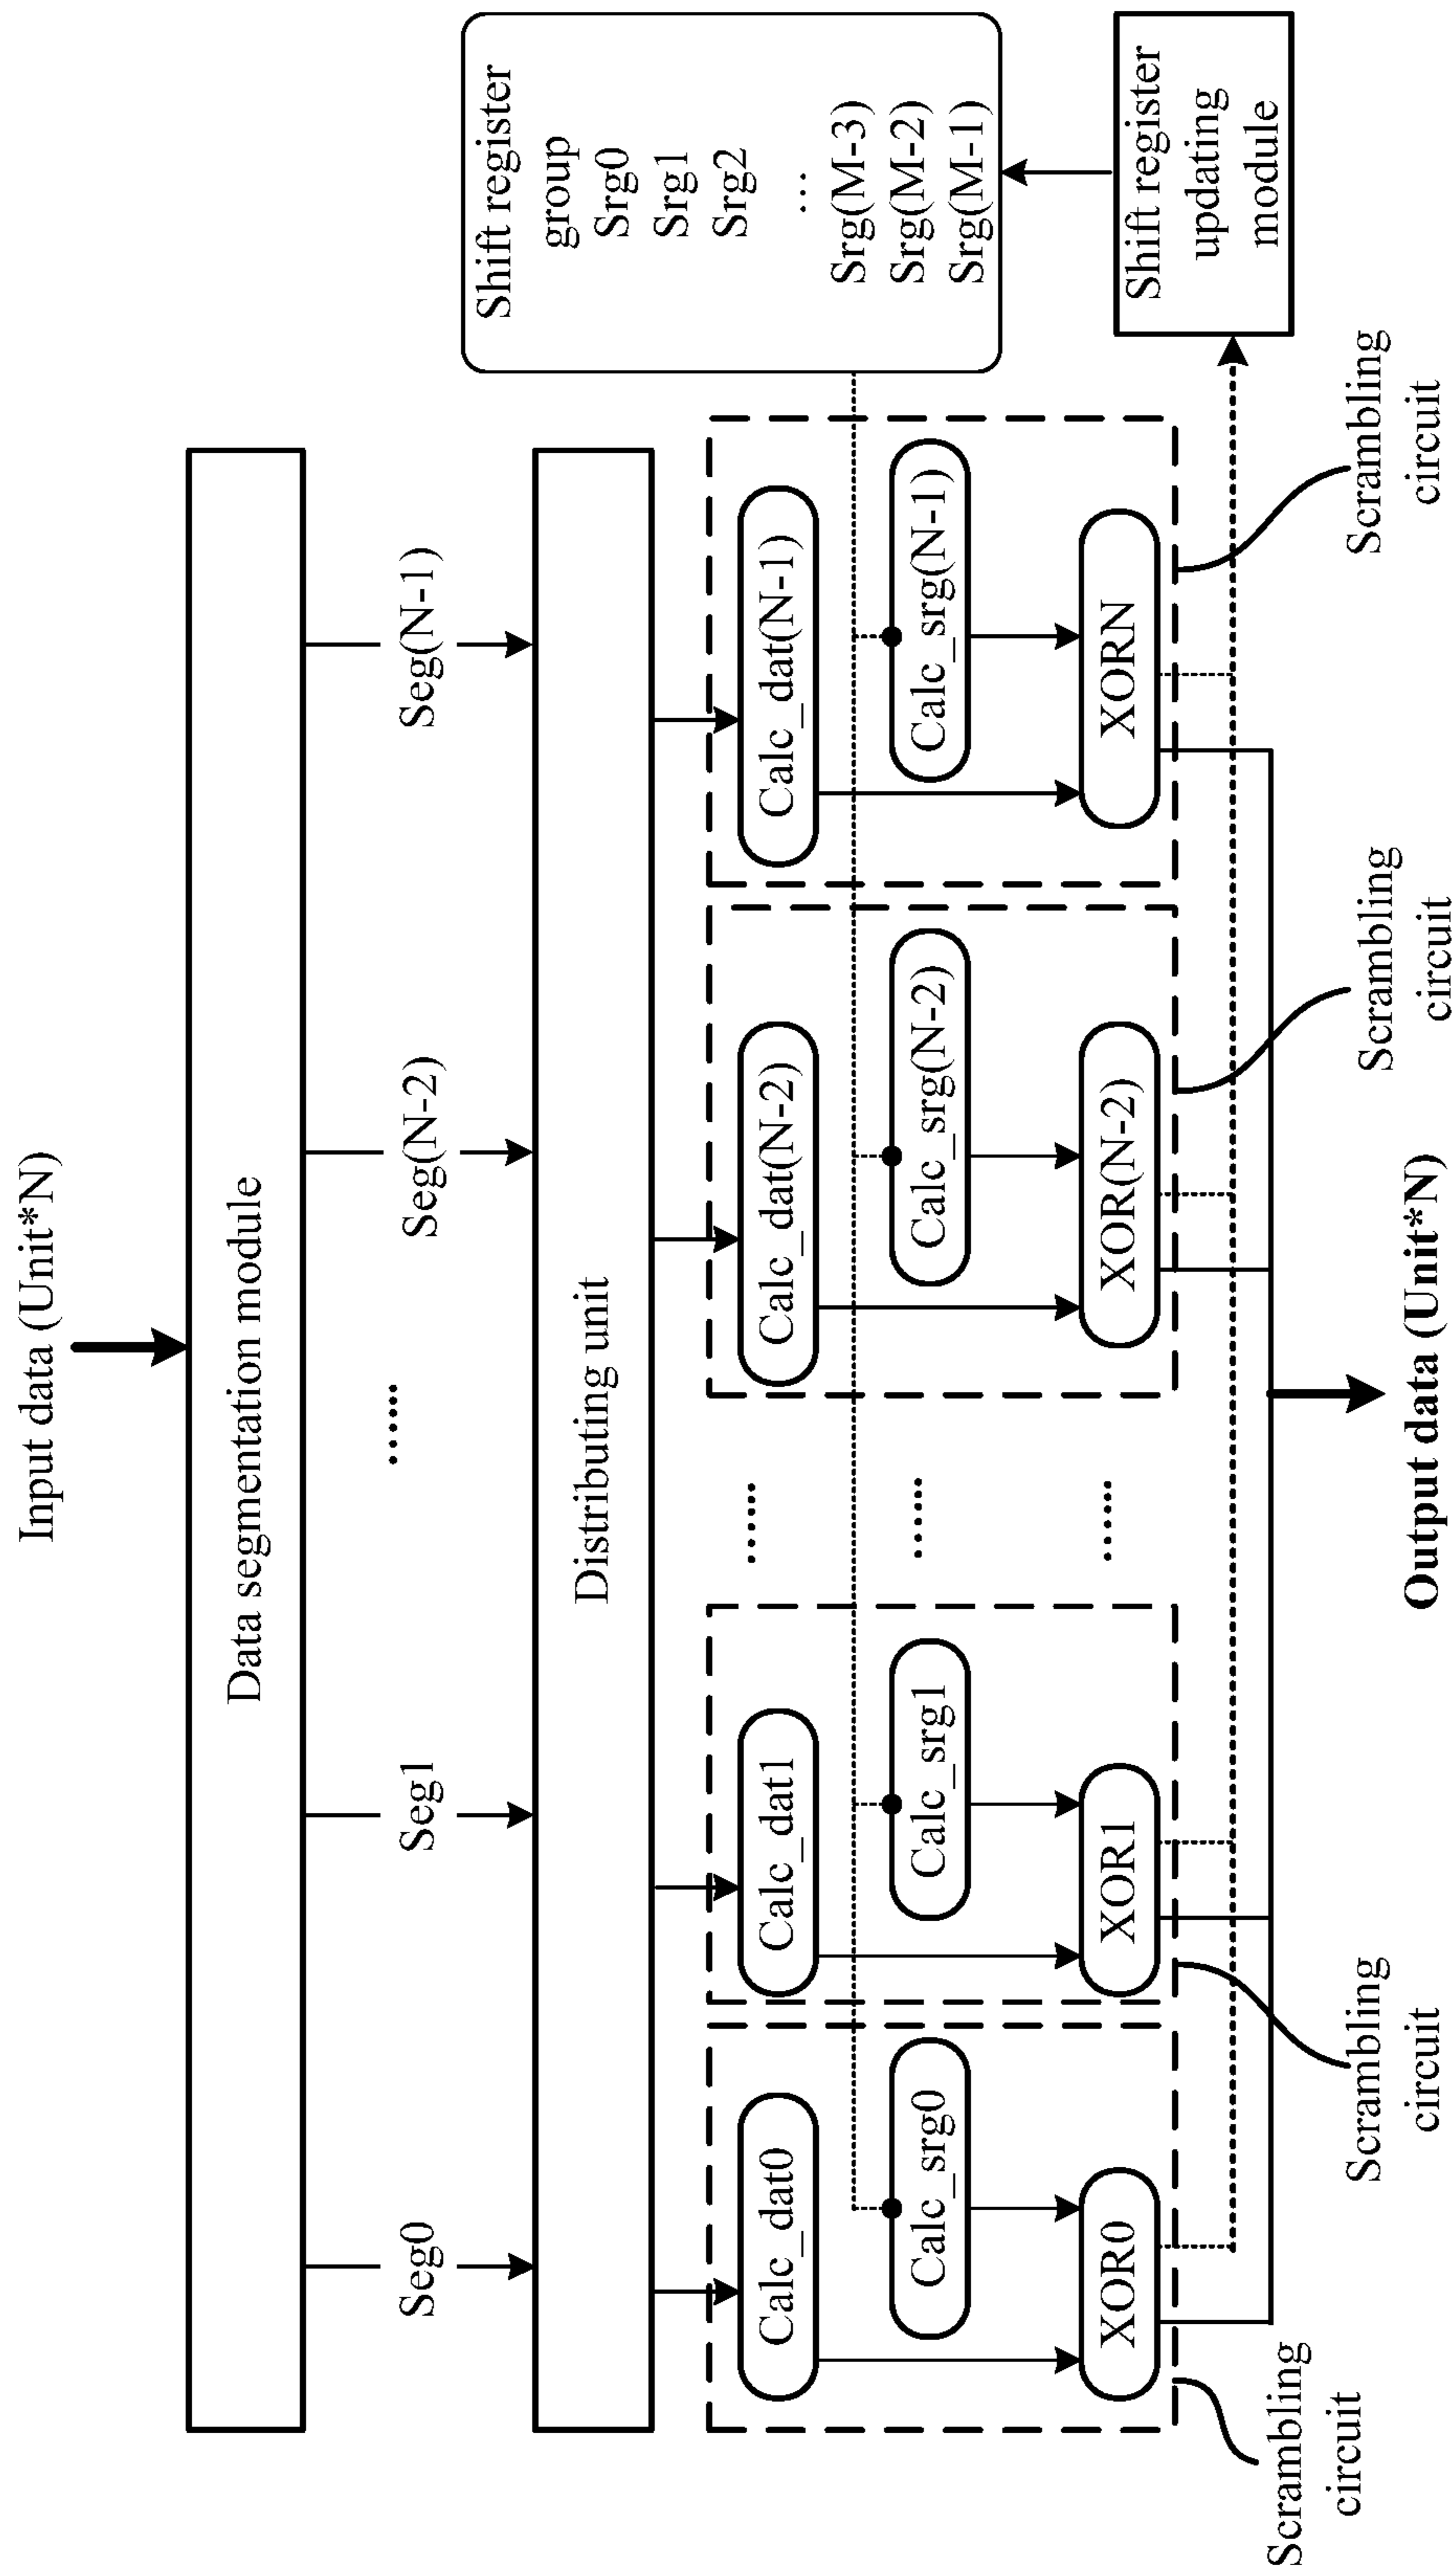 Input data (Unit*N)
Data segmentation module
Seg0
Seg1
......
Seg(N-2)
Seg(N-1)
Distributing unit
Shift register
group
Srg0
Srg1
Srg2
...
Srg(M-3)
Srg(M-2)
Srg(M-1)
Calc_dat0
Calc_dat1
......
Calc_dat(N-2)
Calc_dat(N-1)
Calc_srg0
Calc_srg1
......
Calc_srg(N-2)
Calc_srg(N-1)
XOR0
XOR1
......
XOR(N-2)
XORN
Shift register
updating
module
Scrambling
circuit
Scrambling
circuit
Scrambling
circuit
Scrambling
circuit
Output data (Unit*N)